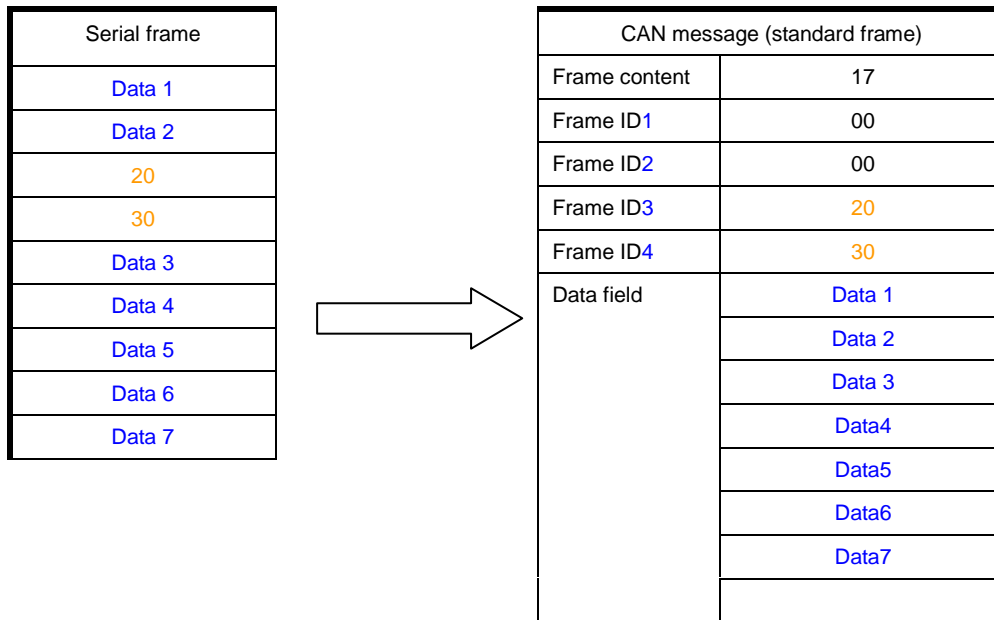 Serial frame
Data 1
Data 2
20
30
Data 3
Data 4
Data 5
Data 6
Data 7
CAN message (standard frame)
Frame content 17
Frame ID1 00
Frame ID2 00
Frame ID3 20
Frame ID4 30
Data field Data 1
Data 2
Data 3
Data4
Data5
Data6
Data7